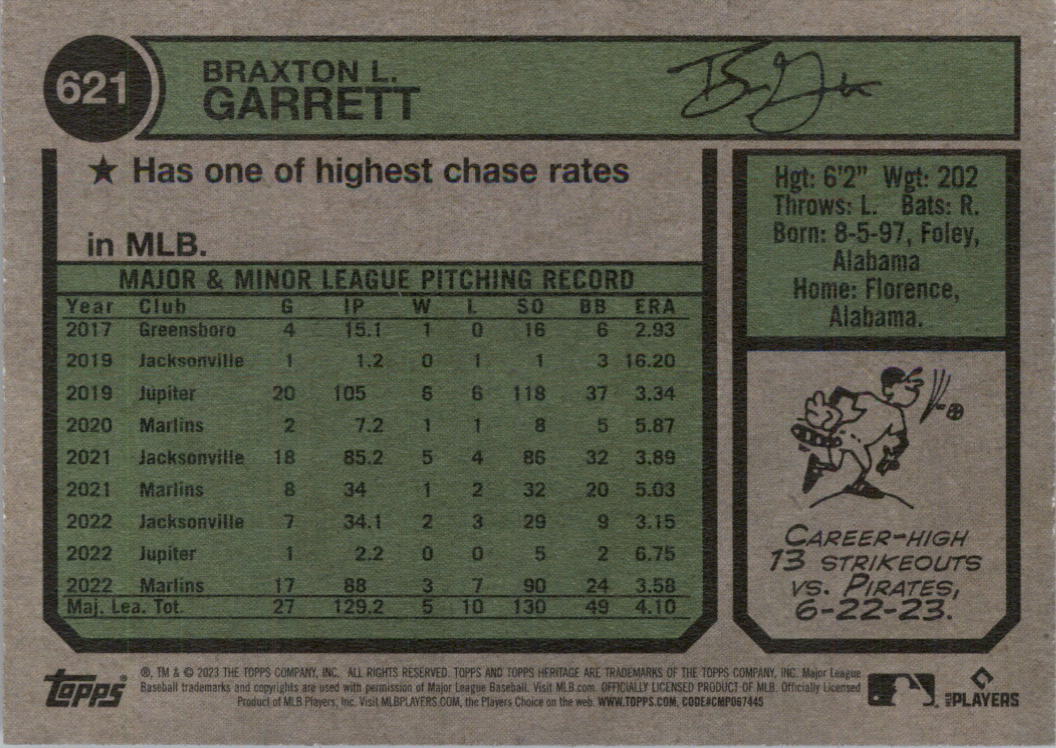 621
BRAXTON L.
GARRETT
★ Has one of highest chase rates
in MLB.
MAJOR & MINOR LEAGUE PITCHING RECORD
Year Club G IP W L SO BB ERA
2017 Greensboro 4 15.1 1 0 16 6 2.93
2019 Jacksonville 1 1.2 0 1 1 3 16.20
2019 Jupiter 20 105 6 6 118 37 3.34
2020 Marlins 2 7.2 1 1 8 5 5.87
2021 Jacksonville 18 85.2 5 4 86 32 3.89
2021 Marlins 8 34 1 2 32 20 5.03
2022 Jacksonville 7 34.1 2 3 29 9 3.15
2022 Jupiter 1 2.2 0 0 5 2 6.75
2022 Marlins 17 88 3 7 90 24 3.58
Maj. Lea. Tot. 27 129.2 5 10 130 49 4.10
Hgt: 6'2" Wgt: 202
Throws: L. Bats: R.
Born: 8-5-97, Foley,
Alabama
Home: Florence,
Alabama.
CAREER-HIGH
13 STRIKEOUTS
VS. PIRATES,
6-22-23.
topps
®, TM & © 2023 THE TOPPS COMPANY, INC. ALL RIGHTS RESERVED. TOPPS AND TOPPS HERITAGE ARE TRADEMARKS OF THE TOPPS COMPANY, INC. Major League
Baseball trademarks and copyrights are used with permission of Major League Baseball. Visit MLB.com. OFFICIALLY LICENSED PRODUCT OF MLB. Officially Licensed
Product of MLB Players, Inc. Visit MLBPLAYERS.COM, the Players Choice on the web. WWW.TOPPS.COM, CODE#CMP067445
MLB PLAYERS